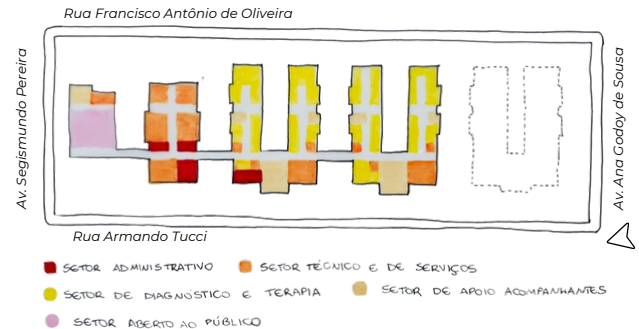 Rua Francisco Antônio de Oliveira
Av. Segismundo Pereira
Av. Ana Godoy de Sousa
Rua Armando Tucci
SETOR ADMINISTRATIVO
SETOR TÉCNICO E DE SERVIÇOS
SETOR DE DIAGNÓSTICO E TERAPIA
SETOR DE APOIO ACOMPANHANTES
SETOR ABERTO AO PÚBLICO